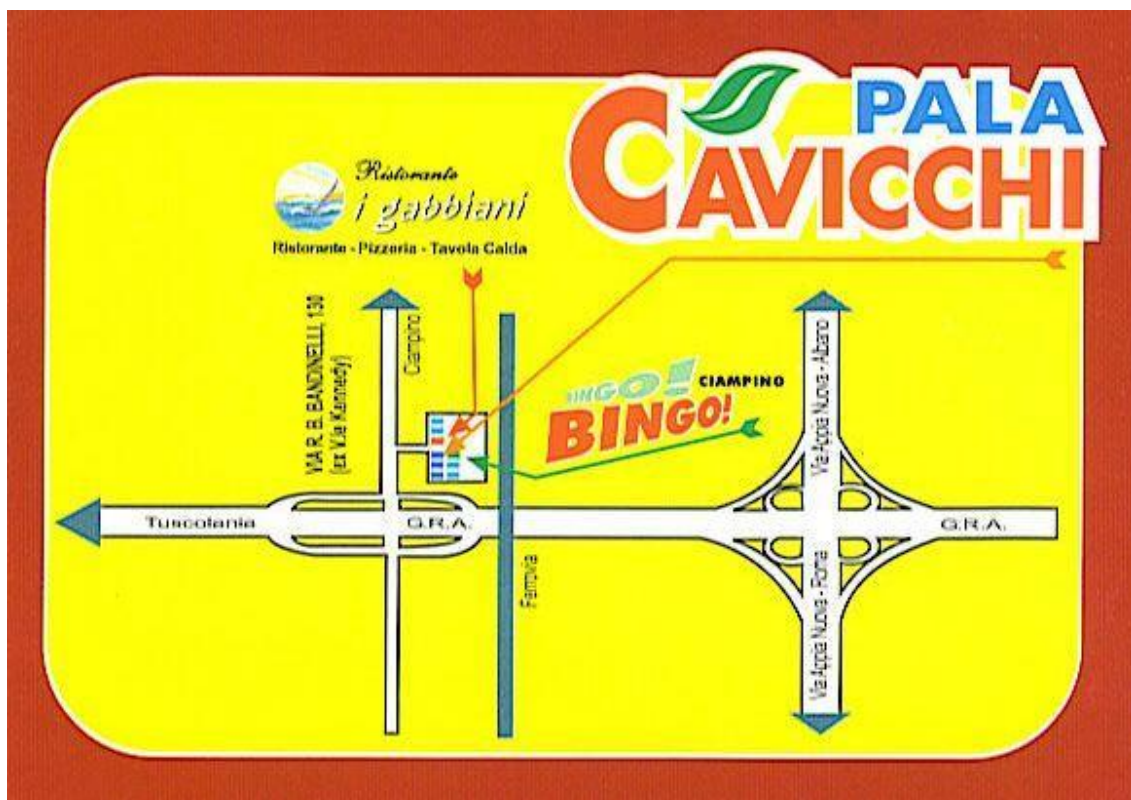 PALA
CAVICCHI
Ristorante
i gabbiani
Ristorante - Pizzeria - Tavola Calda
VIA R. B. BANDINELLI, 130
(ex V.le Kennedy)
Ciampino
BINGO!
BINGO!
CIAMPINO
Via Appia Nuova - Albano
Tuscolania
G.R.A.
G.R.A.
Ferrovia
Via Appia Nuova - Roma